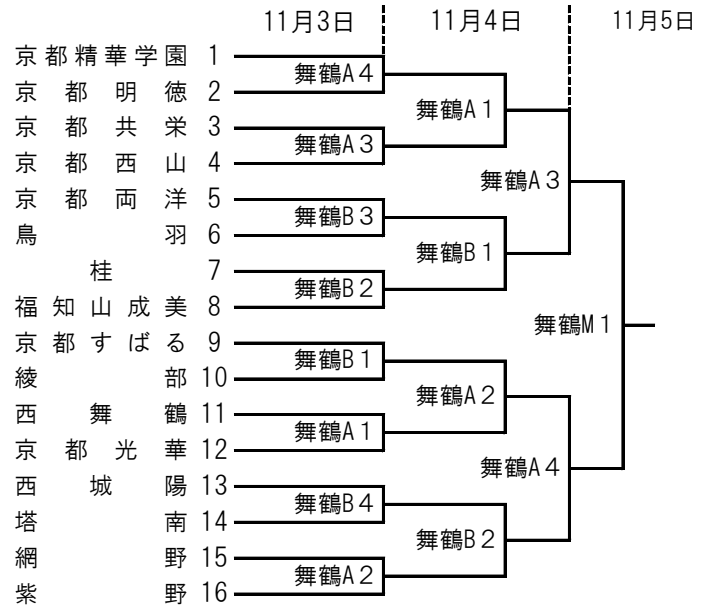 11月3日 11月4日 11月5日
京都精華学園 1
舞鶴A4
京都明徳 2
舞鶴A1
京都共栄 3
舞鶴A3
京都西山 4
舞鶴A3
京都両洋 5
舞鶴B3
鳥羽 6
舞鶴B1
桂 7
舞鶴B2
福知山成美 8
舞鶴M1
京都すばる 9
舞鶴B1
綾部 10
舞鶴A2
西舞鶴 11
舞鶴A1
京都光華 12
舞鶴A4
西城陽 13
舞鶴B4
塔南 14
舞鶴B2
網野 15
舞鶴A2
紫野 16